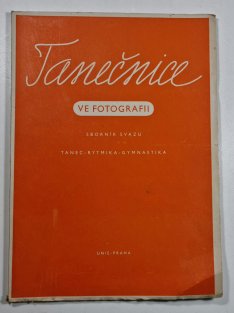 Tanečnice
VE FOTOGRAFII
SBORNÍK SVAZU
TANEC-RYTMIKA-GYMNASTIKA
UNIE-PRAHA